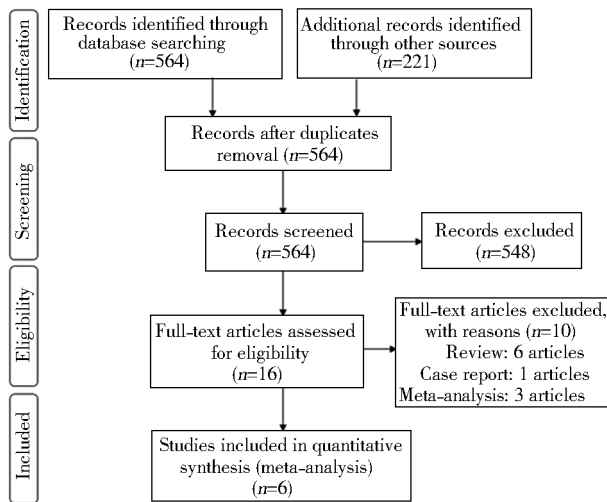 Identification
Records identified through
database searching
(n=564)
Additional records identified
through other sources
(n=221)
Records after duplicates
removal (n=564)
Screening
Records screened
(n=564)
Records excluded
(n=548)
Eligibility
Full-text articles assessed
for eligibility
(n=16)
Full-text articles excluded,
with reasons (n=10)
Review: 6 articles
Case report: 1 articles
Meta-analysis: 3 articles
Included
Studies included in quantitative
synthesis (meta-analysis)
(n=6)